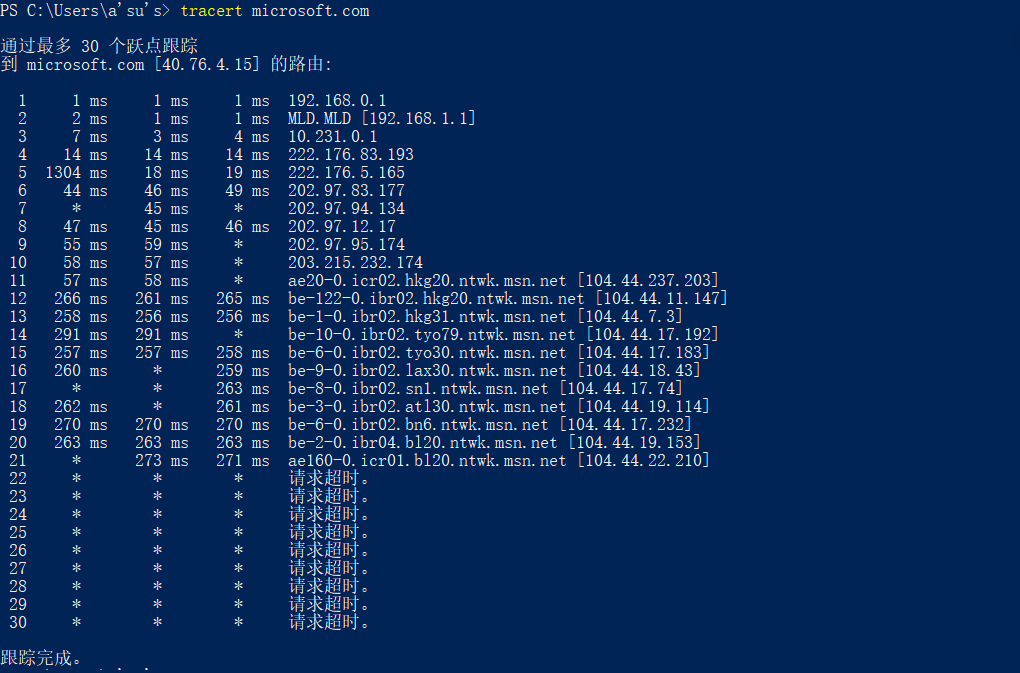 PS C:\Users\a'su's> tracert microsoft.com
通过最多 30 个跃点跟踪
到 microsoft.com [40.76.4.15] 的路由:
1 1 ms 1 ms 1 ms 192.168.0.1
2 2 ms 1 ms 1 ms MLD.MLD [192.168.1.1]
3 7 ms 3 ms 4 ms 10.231.0.1
4 14 ms 14 ms 14 ms 222.176.83.193
5 1304 ms 18 ms 19 ms 222.176.5.165
6 44 ms 46 ms 49 ms 202.97.83.177
7 * 45 ms * 202.97.94.134
8 47 ms 45 ms 46 ms 202.97.12.17
9 55 ms 59 ms * 202.97.95.174
10 58 ms 57 ms * 203.215.232.174
11 57 ms 58 ms * ae20-0.icr02.hkg20.ntwk.msn.net [104.44.237.203]
12 266 ms 261 ms 265 ms be-122-0.ibr02.hkg20.ntwk.msn.net [104.44.11.147]
13 258 ms 256 ms 256 ms be-1-0.ibr02.hkg31.ntwk.msn.net [104.44.7.3]
14 291 ms 291 ms * be-10-0.ibr02.tyo79.ntwk.msn.net [104.44.17.192]
15 257 ms 257 ms 258 ms be-6-0.ibr02.tyo30.ntwk.msn.net [104.44.17.183]
16 260 ms * 259 ms be-9-0.ibr02.lax30.ntwk.msn.net [104.44.18.43]
17 * * 263 ms be-8-0.ibr02.sn1.ntwk.msn.net [104.44.17.74]
18 262 ms * 261 ms be-3-0.ibr02.atl30.ntwk.msn.net [104.44.19.114]
19 270 ms 270 ms 270 ms be-6-0.ibr02.bn6.ntwk.msn.net [104.44.17.232]
20 263 ms 263 ms 263 ms be-2-0.ibr04.bl20.ntwk.msn.net [104.44.19.153]
21 * 273 ms 271 ms ae160-0.icr01.bl20.ntwk.msn.net [104.44.22.210]
22 * * * 请求超时。
23 * * * 请求超时。
24 * * * 请求超时。
25 * * * 请求超时。
26 * * * 请求超时。
27 * * * 请求超时。
28 * * * 请求超时。
29 * * * 请求超时。
30 * * * 请求超时。
跟踪完成。